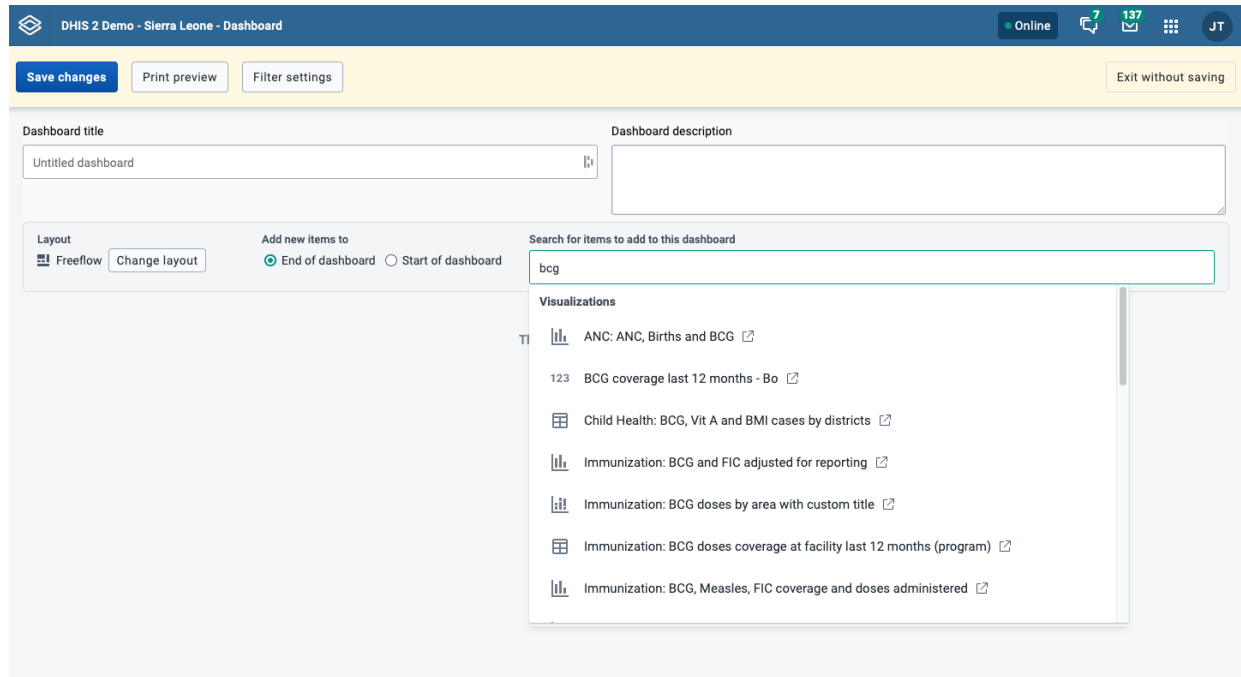 DHIS 2 Demo - Sierra Leone - Dashboard
Online
7
137
JT
Save changes
Print preview
Filter settings
Exit without saving
Dashboard title
Dashboard description
Untitled dashboard
Layout
Add new items to
Search for items to add to this dashboard
Freeflow
Change layout
End of dashboard
Start of dashboard
bcg
Visualizations
ANC: ANC, Births and BCG
123
BCG coverage last 12 months - Bo
Child Health: BCG, Vit A and BMI cases by districts
Immunization: BCG and FIC adjusted for reporting
Immunization: BCG doses by area with custom title
Immunization: BCG doses coverage at facility last 12 months (program)
Immunization: BCG, Measles, FIC coverage and doses administered